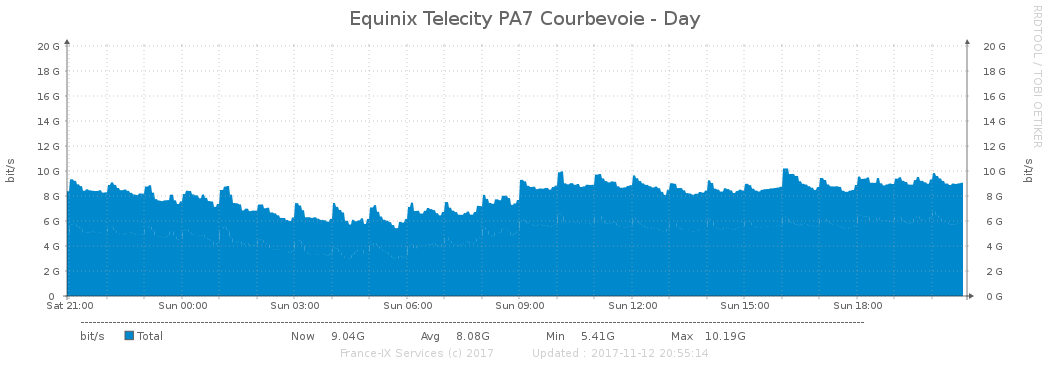 Equinix Telecity PA7 Courbevoie - Day
RRDTOOL / TOBI OETIKER
bit/s
bit/s
20 G 20 G
18 G 18 G
16 G 16 G
14 G 14 G
12 G 12 G
10 G 10 G
8 G 8 G
6 G 6 G
4 G 4 G
2 G 2 G
0 0 G
Sat 21:00 Sun 00:00 Sun 03:00 Sun 06:00 Sun 09:00 Sun 12:00 Sun 15:00 Sun 18:00
bit/s Total Now 9.04G Avg 8.08G Min 5.41G Max 10.19G
France-IX Services (c) 2017 Updated : 2017-11-12 20:55:14